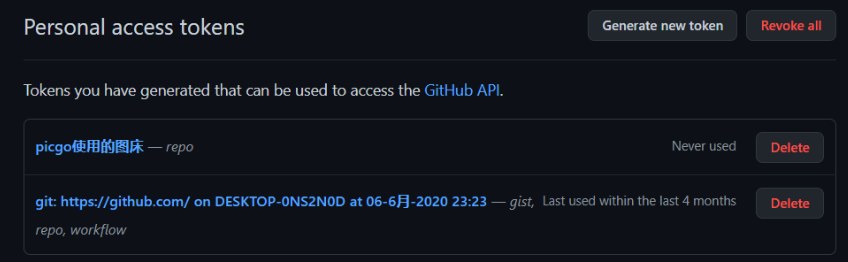 Personal access tokens Generate new token Revoke all
Tokens you have generated that can be used to access the GitHub API.
picgo使用的图床 — repo Never used Delete
git: https://github.com/ on DESKTOP-0NS2N0D at 06-6月-2020 23:23 — gist, Last used within the last 4 months Delete
repo, workflow